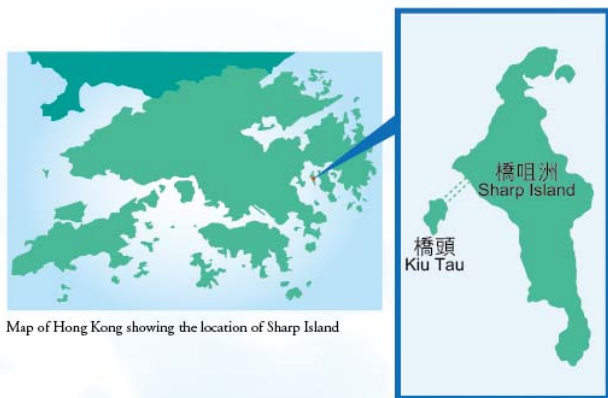 橋咀洲
Sharp Island
橋頭
Kiu Tau
Map of Hong Kong showing the location of Sharp Island